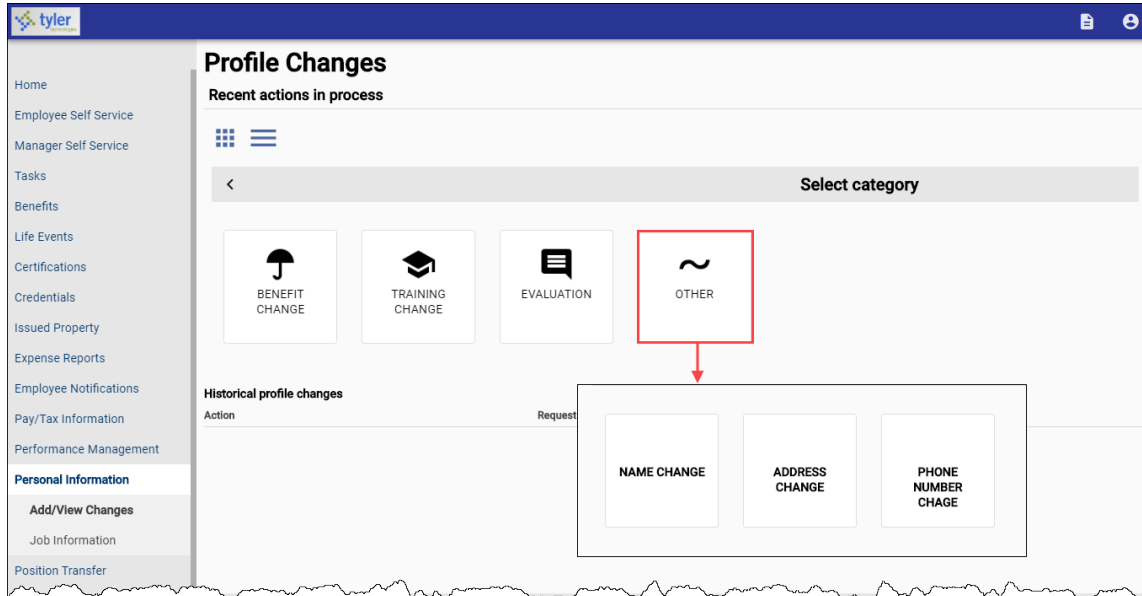 tyler
technologies
Profile Changes
Recent actions in process
Home
Employee Self Service
Manager Self Service
Tasks
Benefits
Life Events
Certifications
Credentials
Issued Property
Expense Reports
Employee Notifications
Pay/Tax Information
Performance Management
Personal Information
Add/View Changes
Job Information
Position Transfer
Select category
BENEFIT
CHANGE
TRAINING
CHANGE
EVALUATION
OTHER
Historical profile changes
Action
Request
NAME CHANGE
ADDRESS
CHANGE
PHONE
NUMBER
CHAGE